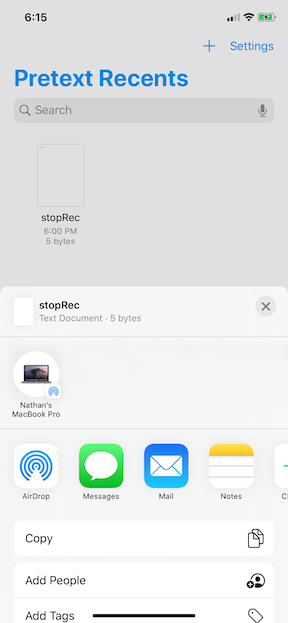 6:15
Settings
Pretext Recents
Search
stopRec
6:00 PM
5 bytes
stopRec
Text Document · 5 bytes
Nathan's
MacBook Pro
AirDrop
Messages
Mail
Notes
Copy
Add People
Add Tags